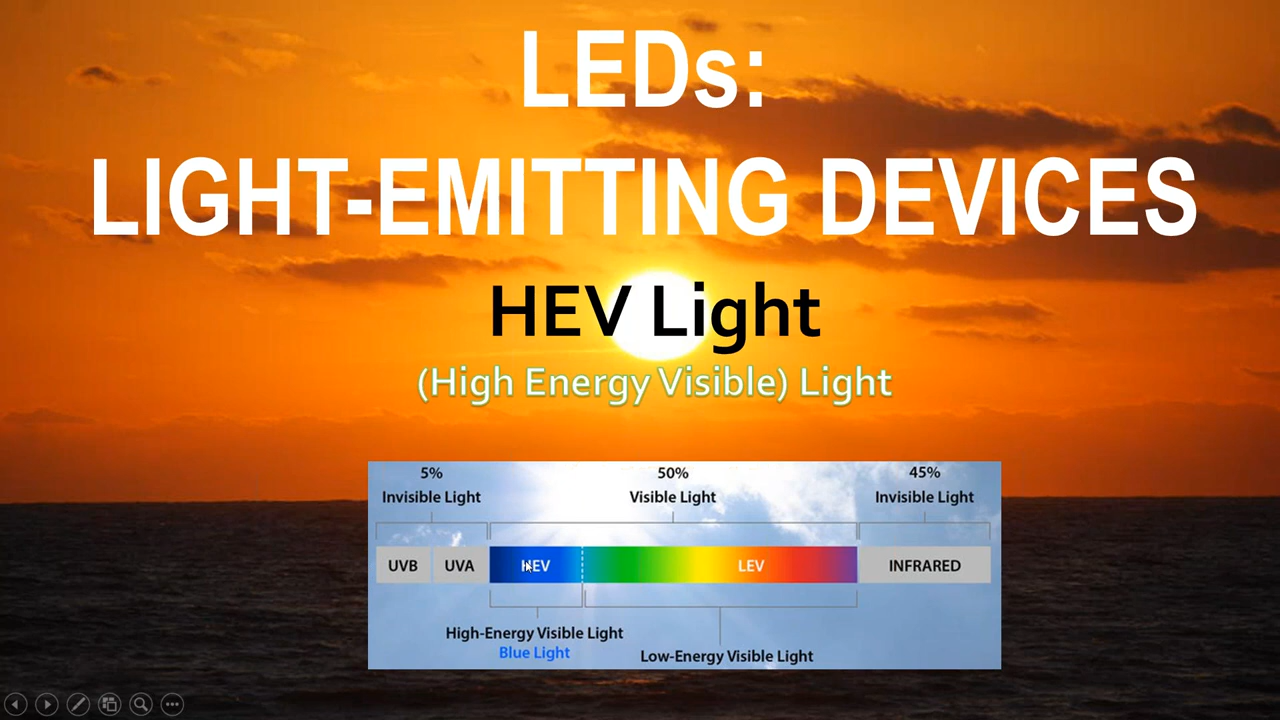 LEDs:
LIGHT-EMITTING DEVICES
HEV Light
(High Energy Visible) Light
5% 50% 45%
Invisible Light Visible Light Invisible Light
UVB UVA HEV LEV INFRARED
High-Energy Visible Light
Blue Light
Low-Energy Visible Light